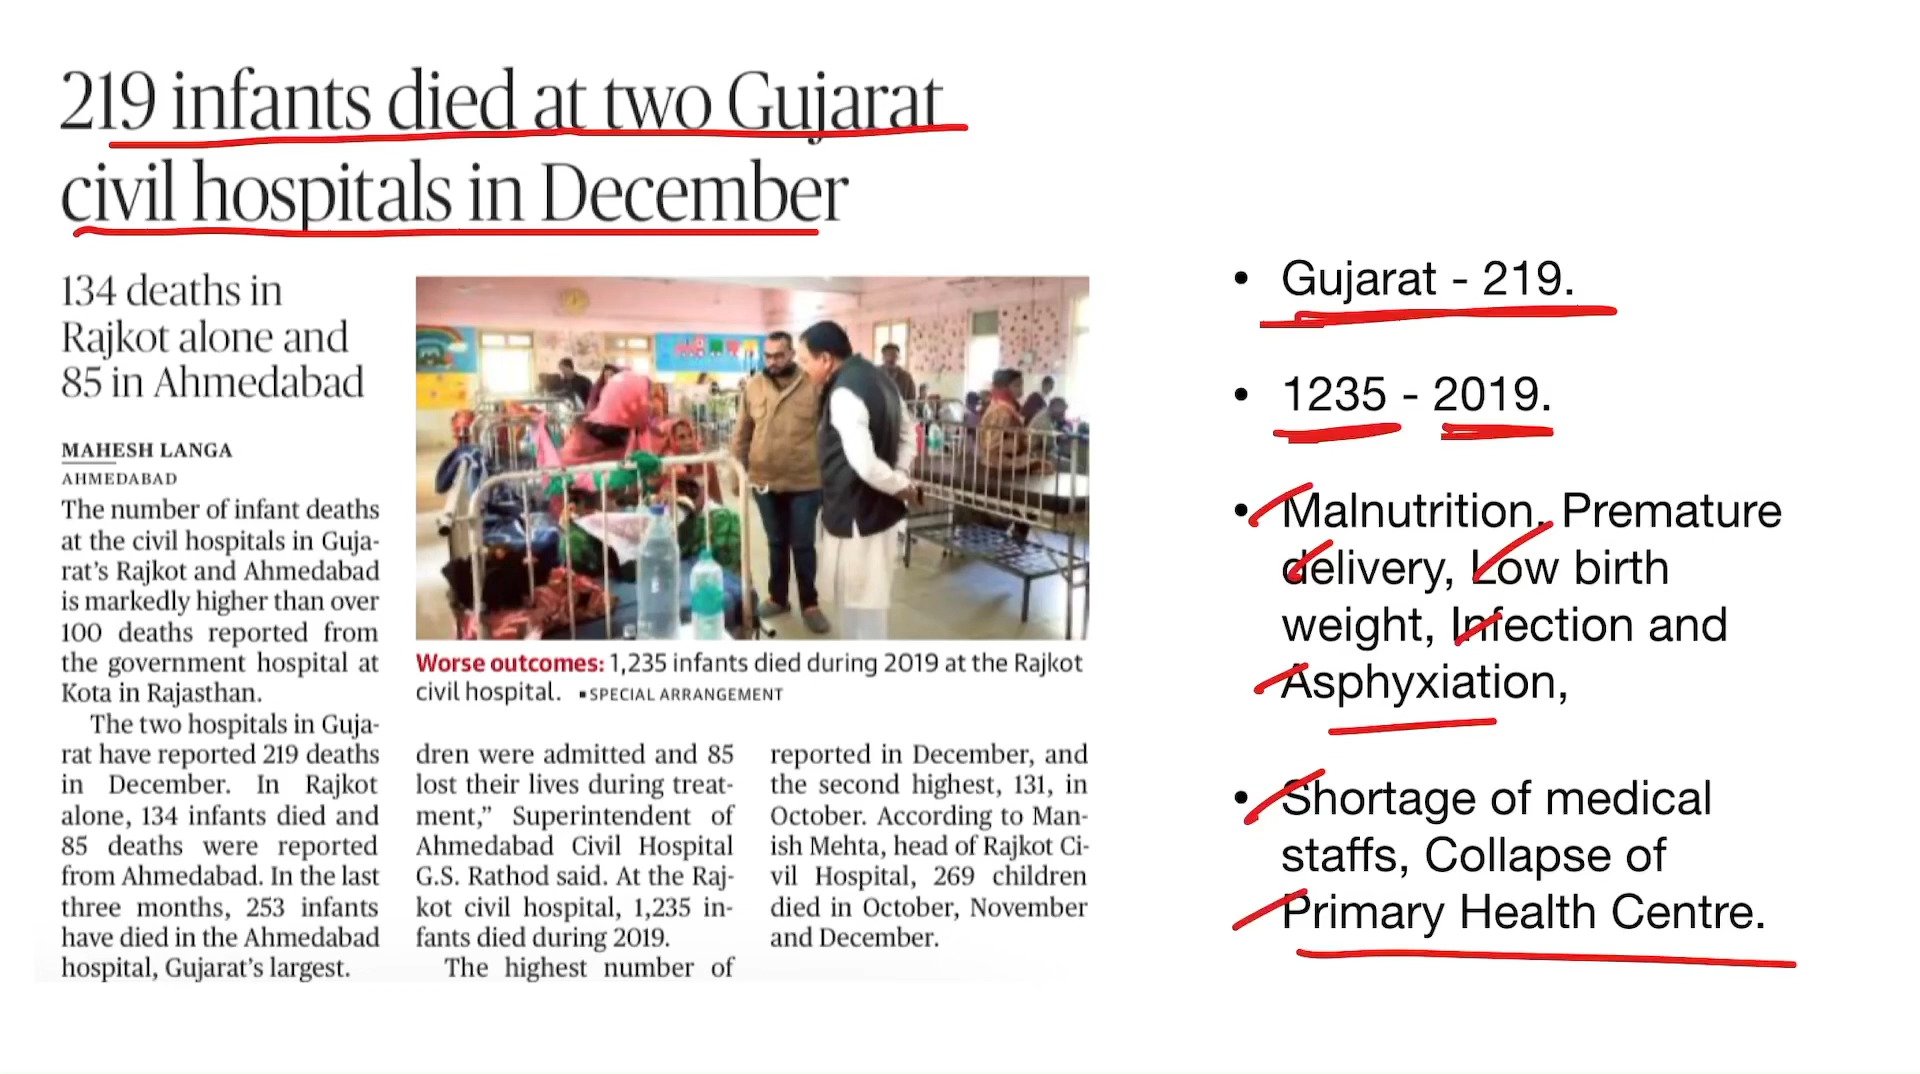 219 infants died at two Gujarat
civil hospitals in December
134 deaths in
Rajkot alone and
85 in Ahmedabad
MAHESH LANGA
AHMEDABAD
The number of infant deaths
at the civil hospitals in Guja-
rat's Rajkot and Ahmedabad
is markedly higher than over
100 deaths reported from
the government hospital at
Kota in Rajasthan.
The two hospitals in Guja-
rat have reported 219 deaths
in December. In Rajkot
alone, 134 infants died and
85 deaths were reported
from Ahmedabad. In the last
three months, 253 infants
have died in the Ahmedabad
hospital, Gujarat's largest.
Worse outcomes: 1,235 infants died during 2019 at the Rajkot
civil hospital. ▪SPECIAL ARRANGEMENT
dren were admitted and 85
lost their lives during treat-
ment,” Superintendent of
Ahmedabad Civil Hospital
G.S. Rathod said. At the Raj-
kot civil hospital, 1,235 in-
fants died during 2019.
The highest number of
reported in December, and
the second highest, 131, in
October. According to Man-
ish Mehta, head of Rajkot Ci-
vil Hospital, 269 children
died in October, November
and December.
• Gujarat - 219.
• 1235 - 2019.
• Malnutrition, Premature
delivery, Low birth
weight, Infection and
Asphyxiation,
• Shortage of medical
staffs, Collapse of
Primary Health Centre.